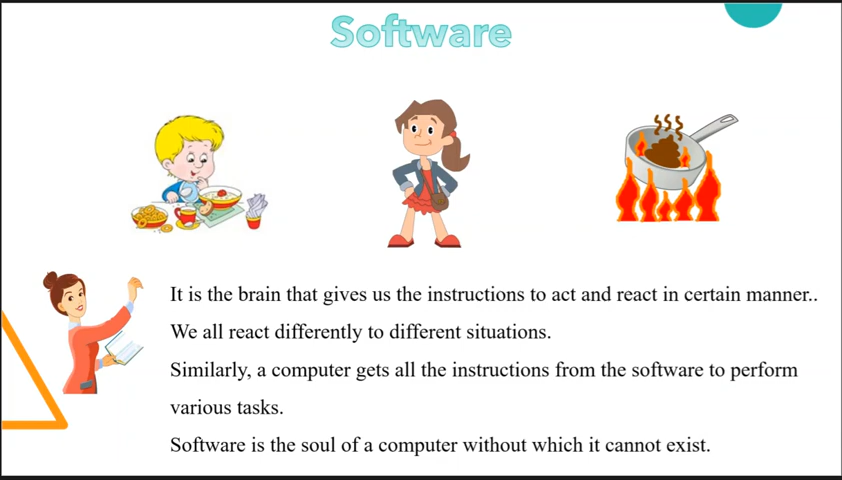 Software
It is the brain that gives us the instructions to act and react in certain manner..
We all react differently to different situations.
Similarly, a computer gets all the instructions from the software to perform
various tasks.
Software is the soul of a computer without which it cannot exist.